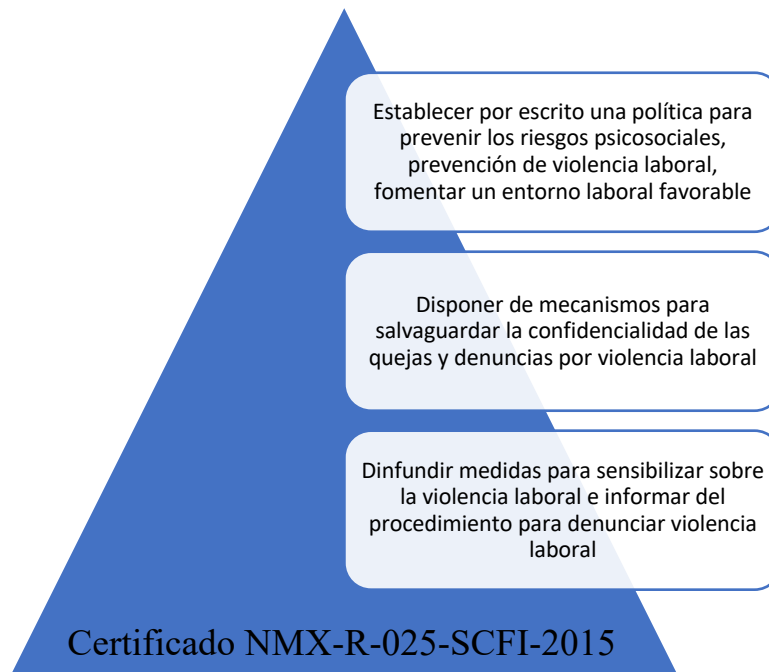 Establecer por escrito una política para
prevenir los riesgos psicosociales,
prevención de violencia laboral,
fomentar un entorno laboral favorable
Disponer de mecanismos para
salvaguardar la confidencialidad de las
quejas y denuncias por violencia laboral
Dinfundir medidas para sensibilizar sobre
la violencia laboral e informar del
procedimiento para denunciar violencia
laboral
Certificado NMX-R-025-SCFI-2015